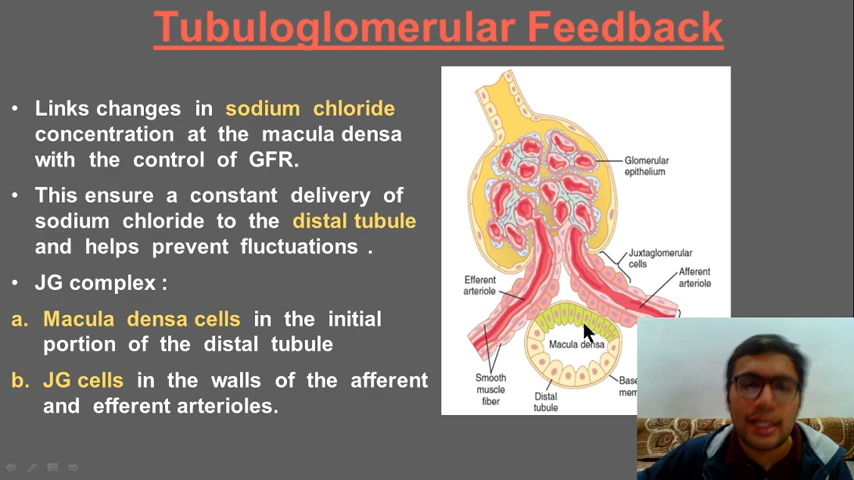 Tubuloglomerular Feedback
• Links changes in sodium chloride
concentration at the macula densa
with the control of GFR.
• This ensure a constant delivery of
sodium chloride to the distal tubule
and helps prevent fluctuations .
• JG complex :
a. Macula densa cells in the initial
portion of the distal tubule
b. JG cells in the walls of the afferent
and efferent arterioles.
Glomerular
epithelium
Juxtaglomerular
cells
Afferent
arteriole
Efferent
arteriole
Macula densa
Smooth
muscle
fiber
Distal
tubule